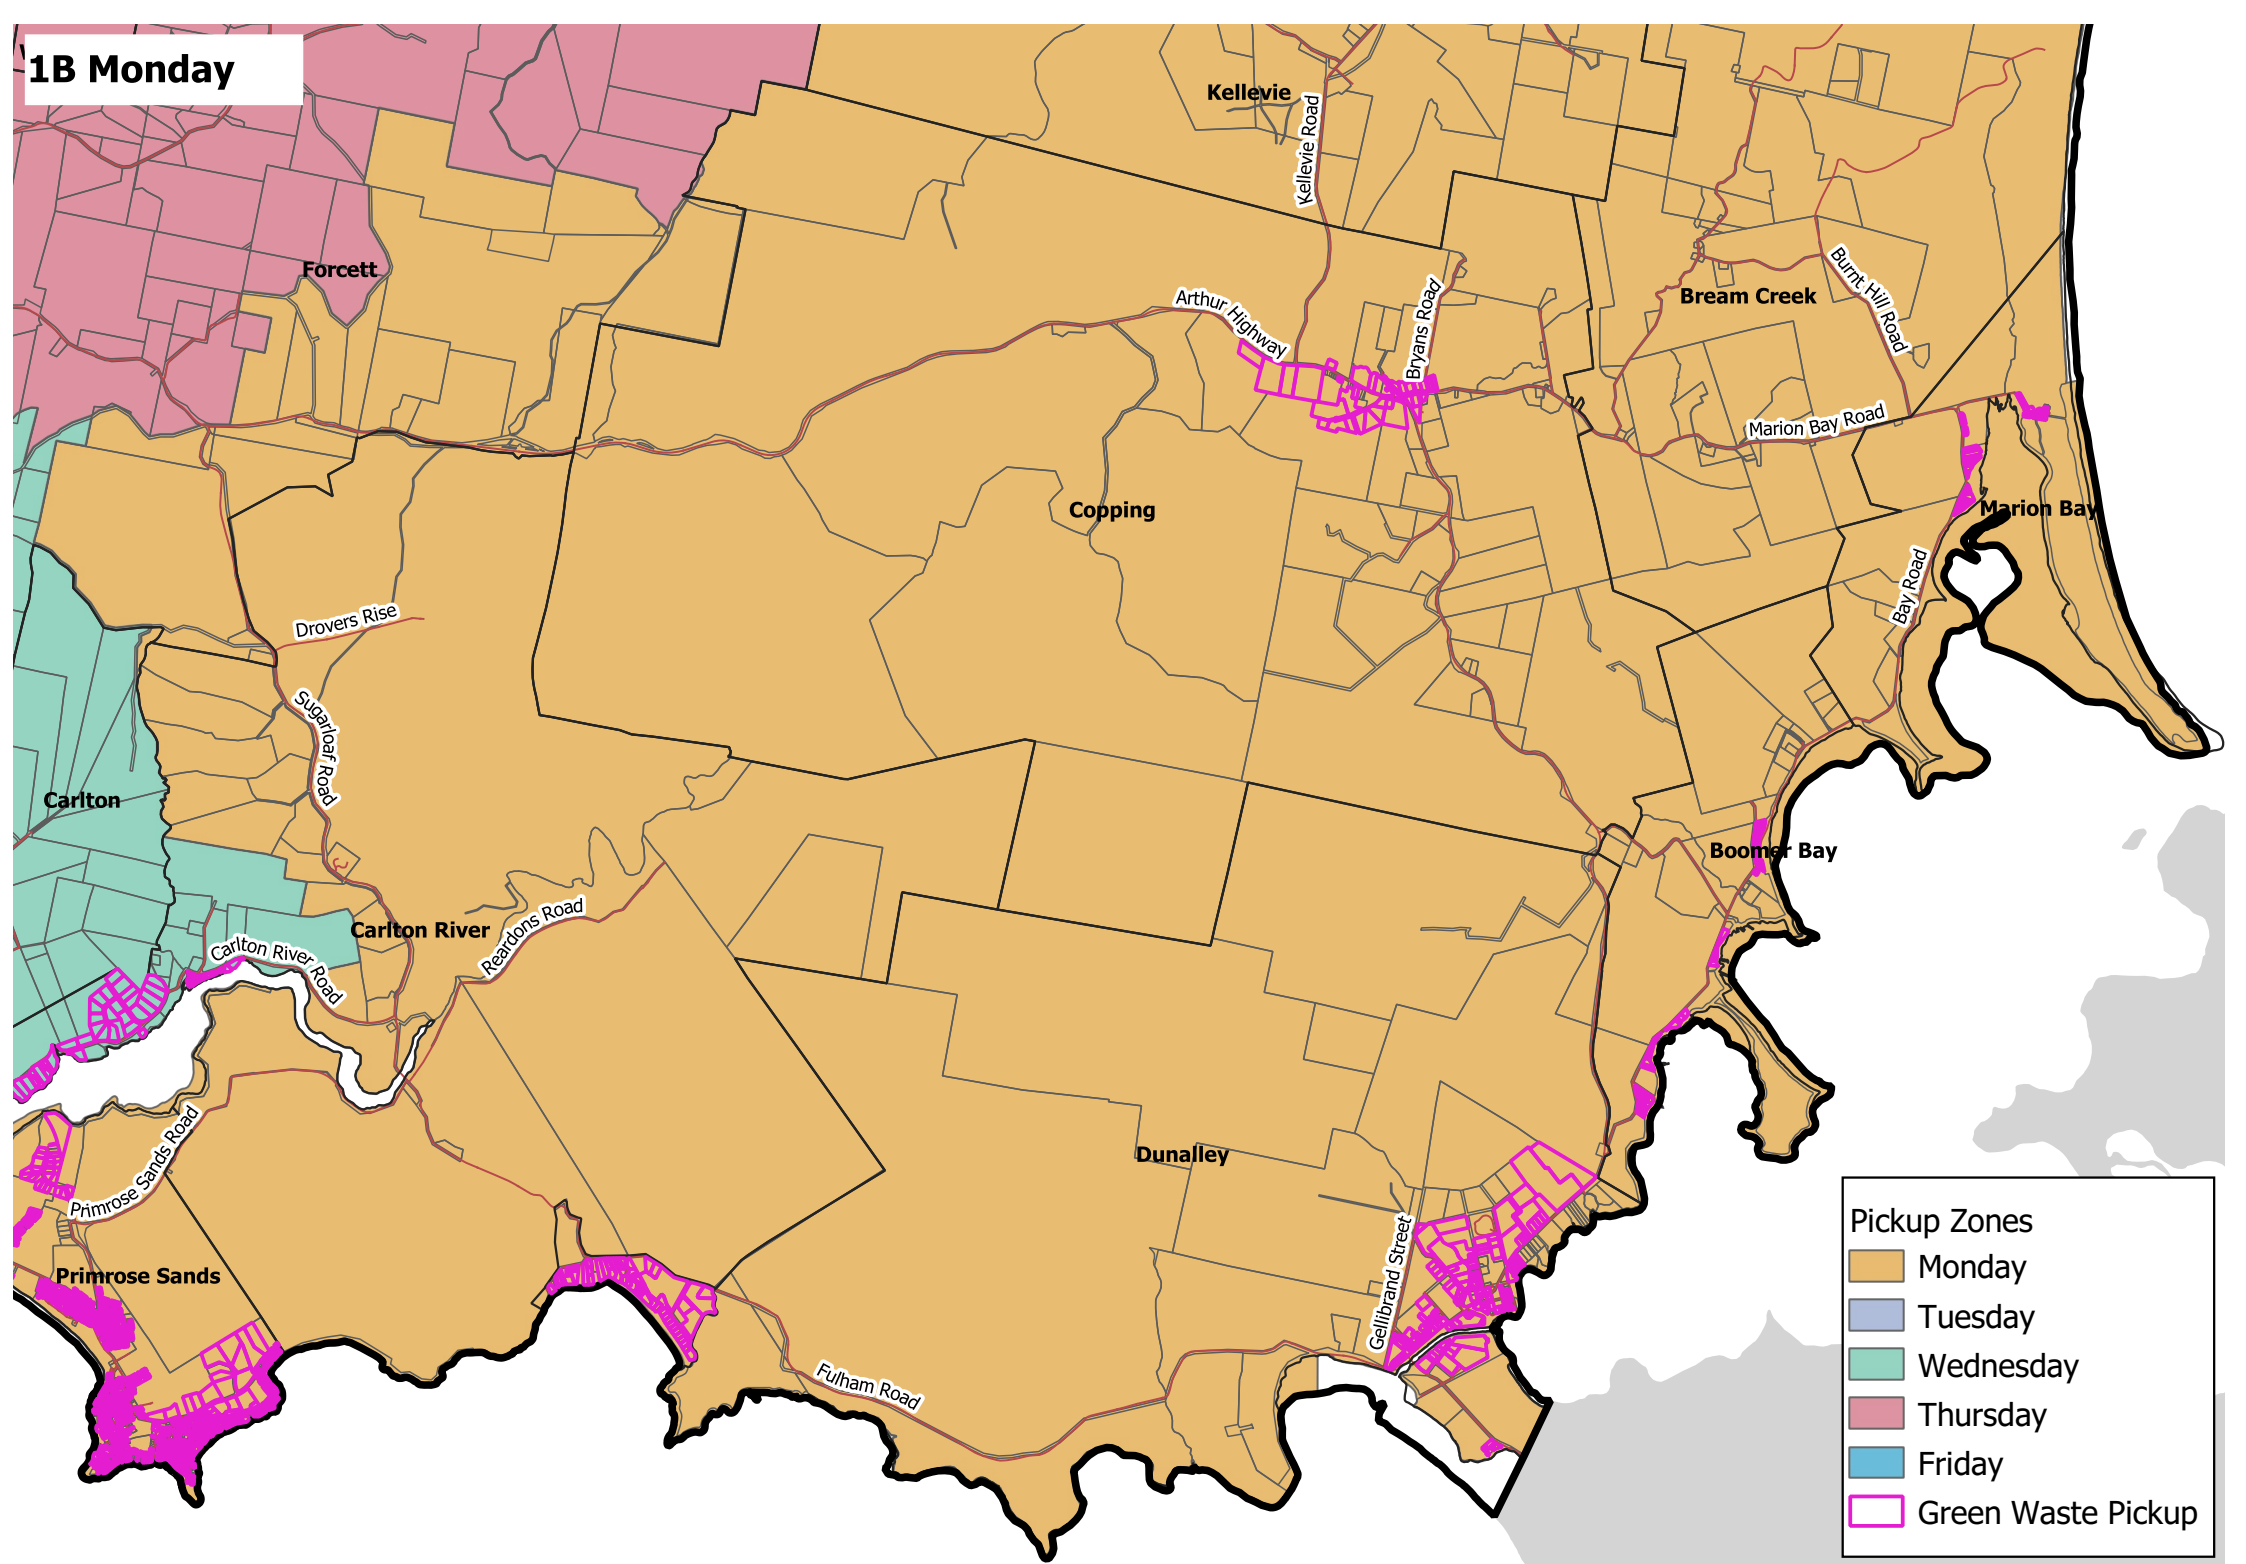 1B Monday
Kellevie
Kellevie Road
Forcett
Arthur Highway
Bryans Road
Bream Creek
Burnt Hill Road
Marion Bay Road
Copping
Marion Bay
Bay Road
Drovers Rise
Sugarloaf Road
Carlton
Boomer Bay
Carlton River
Reardons Road
Carlton River Road
Primrose Sands Road
Dunalley
Gellibrand Street
Primrose Sands
Fulham Road
Pickup Zones
Monday
Tuesday
Wednesday
Thursday
Friday
Green Waste Pickup